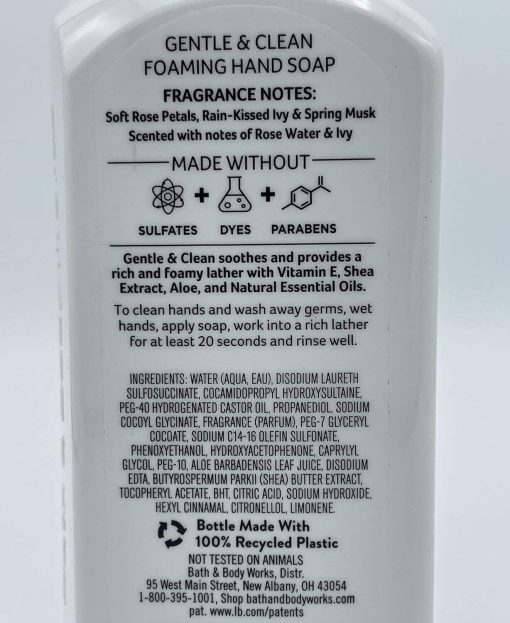 GENTLE & CLEAN
FOAMING HAND SOAP
FRAGRANCE NOTES:
Soft Rose Petals, Rain-Kissed Ivy & Spring Musk
Scented with notes of Rose Water & Ivy
MADE WITHOUT
+ +
SULFATES DYES PARABENS
Gentle & Clean soothes and provides a
rich and foamy lather with Vitamin E, Shea
Extract, Aloe, and Natural Essential Oils.
To clean hands and wash away germs, wet
hands, apply soap, work into a rich lather
for at least 20 seconds and rinse well.
INGREDIENTS: WATER (AQUA, EAU), DISODIUM LAURETH
SULFOSUCCINATE, COCAMIDOPROPYL HYDROXYSULTAINE,
PEG-40 HYDROGENATED CASTOR OIL, PROPANEDIOL, SODIUM
COCOYL GLYCINATE, FRAGRANCE (PARFUM), PEG-7 GLYCERYL
COCOATE, SODIUM C14-16 OLEFIN SULFONATE,
PHENOXYETHANOL, HYDROXYACETOPHENONE, CAPRYLYL
GLYCOL, PEG-10, ALOE BARBADENSIS LEAF JUICE, DISODIUM
EDTA, BUTYROSPERMUM PARKII (SHEA) BUTTER EXTRACT,
TOCOPHERYL ACETATE, BHT, CITRIC ACID, SODIUM HYDROXIDE,
HEXYL CINNAMAL, CITRONELLOL, LIMONENE.
Bottle Made With
100% Recycled Plastic
NOT TESTED ON ANIMALS
Bath & Body Works, Distr.
95 West Main Street, New Albany, OH 43054
1-800-395-1001, Shop bathandbodyworks.com
pat. www.lb.com/patents